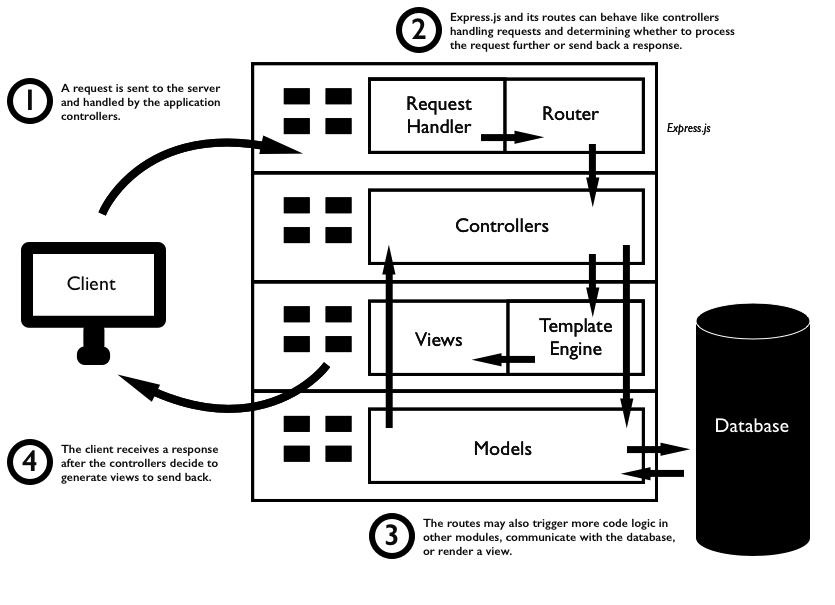 2
Express.js and its routes can behave like controllers
handling requests and determining whether to process
the request further or send back a response.
1
A request is sent to the server
and handled by the application
controllers.
Request
Handler
Router
Express.js
Controllers
Client
Views
Template
Engine
Database
Models
4
The client receives a response
after the controllers decide to
generate views to send back.
3
The routes may also trigger more code logic in
other modules, communicate with the database,
or render a view.